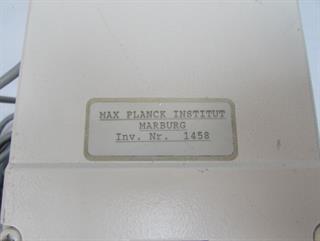 MAX PLANCK INSTITUT
MARBURG
Inv. Nr. 1458